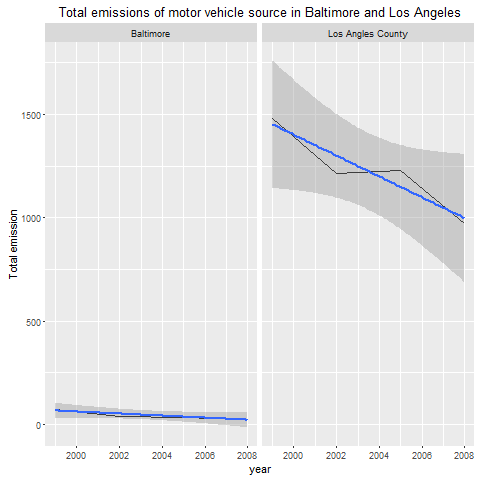 Total emissions of motor vehicle source in Baltimore and Los Angeles
Baltimore
Los Angles County
Total emission
1500
1000
500
0
2000 2002 2004 2006 2008
2000 2002 2004 2006 2008
year